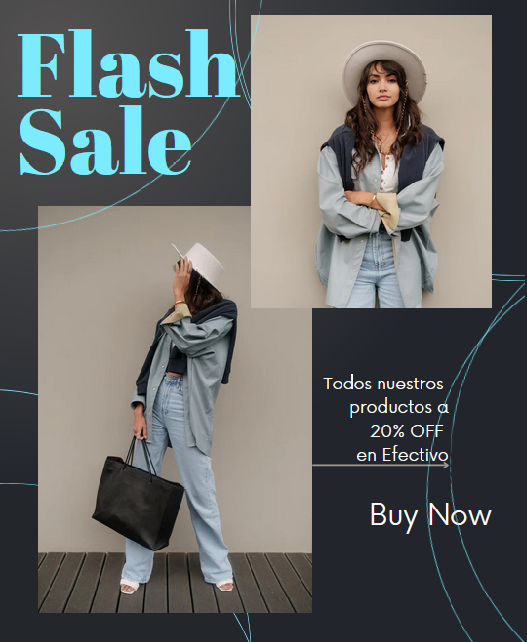 Flash
Sale
Todos nuestros
productos a
20% OFF
en Efectivo
Buy Now